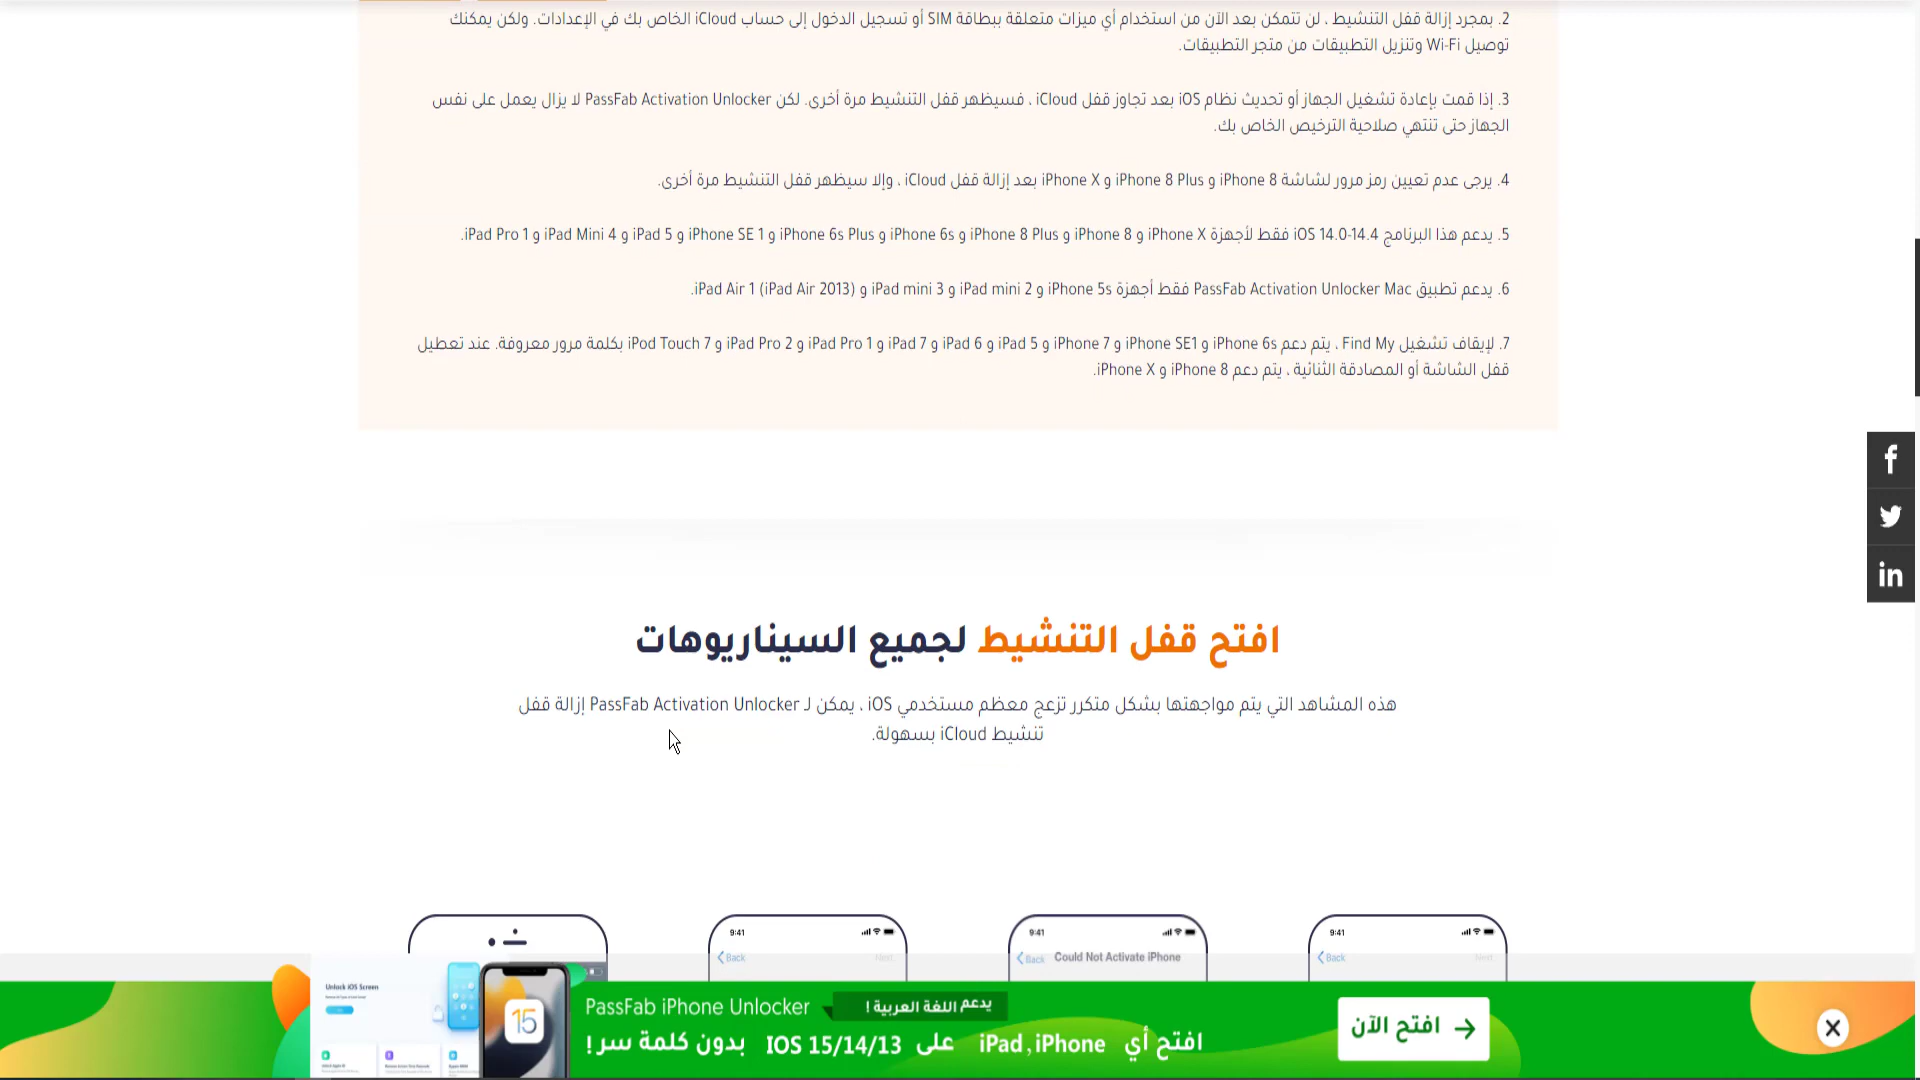 2. بمجرد إزالة قفل التنشيط ، لن تتمكن بعد الآن من استخدام أي ميزات متعلقة ببطاقة SIM أو تسجيل الدخول إلى حساب iCloud الخاص بك في الإعدادات. ولكن يمكنك
توصيل Wi-Fi وتنزيل التطبيقات من متجر التطبيقات.
3. إذا قمت بإعادة تشغيل الجهاز أو تحديث نظام iOS بعد تجاوز قفل iCloud ، فسيظهر قفل التنشيط مرة أخرى. لكن PassFab Activation Unlocker لا يزال يعمل على نفس
الجهاز حتى تنتهي صلاحية الترخيص الخاص بك.
4. يرجى عدم تعيين رمز مرور لشاشة iPhone 8 و iPhone 8 Plus و iPhone X بعد إزالة قفل iCloud ، وإلا سيظهر قفل التنشيط مرة أخرى.
5. يدعم هذا البرنامج iOS 14.0-14.4 فقط لأجهزة iPhone X و iPhone 8 و iPhone 8 Plus و iPhone 6s و iPhone 6s Plus و iPhone SE 1 و iPad 5 و iPad Mini 4 و iPad Pro 1.
6. يدعم تطبيق PassFab Activation Unlocker Mac فقط أجهزة iPhone 5s و iPad mini 2 و iPad mini 3 و iPad Air 1 (iPad Air 2013).
7. لإيقاف تشغيل Find My ، يتم دعم iPhone 6s و iPhone SE1 و iPhone 7 و iPad 5 و iPad 6 و iPad 7 و iPad Pro 1 و iPad Pro 2 و iPod Touch 7 بكلمة مرور معروفة. عند تعطيل
قفل الشاشة أو المصادقة الثنائية ، يتم دعم iPhone 8 و iPhone X.
افتح قفل التنشيط لجميع السيناريوهات
هذه المشاهد التي يتم مواجهتها بشكل متكرر تزعج معظم مستخدمي iOS ، يمكن لـ PassFab Activation Unlocker إزالة قفل
تنشيط iCloud بسهولة.
9:41
Back Next
9:41
Back Could Not Activate iPhone
9:41
Back Next
Unlock iOS Screen
15
PassFab iPhone Unlocker يدعم اللغة العربية !
افتح أي iPad , iPhone على IOS 15/14/13 بدون كلمة سر !
افتح الآن